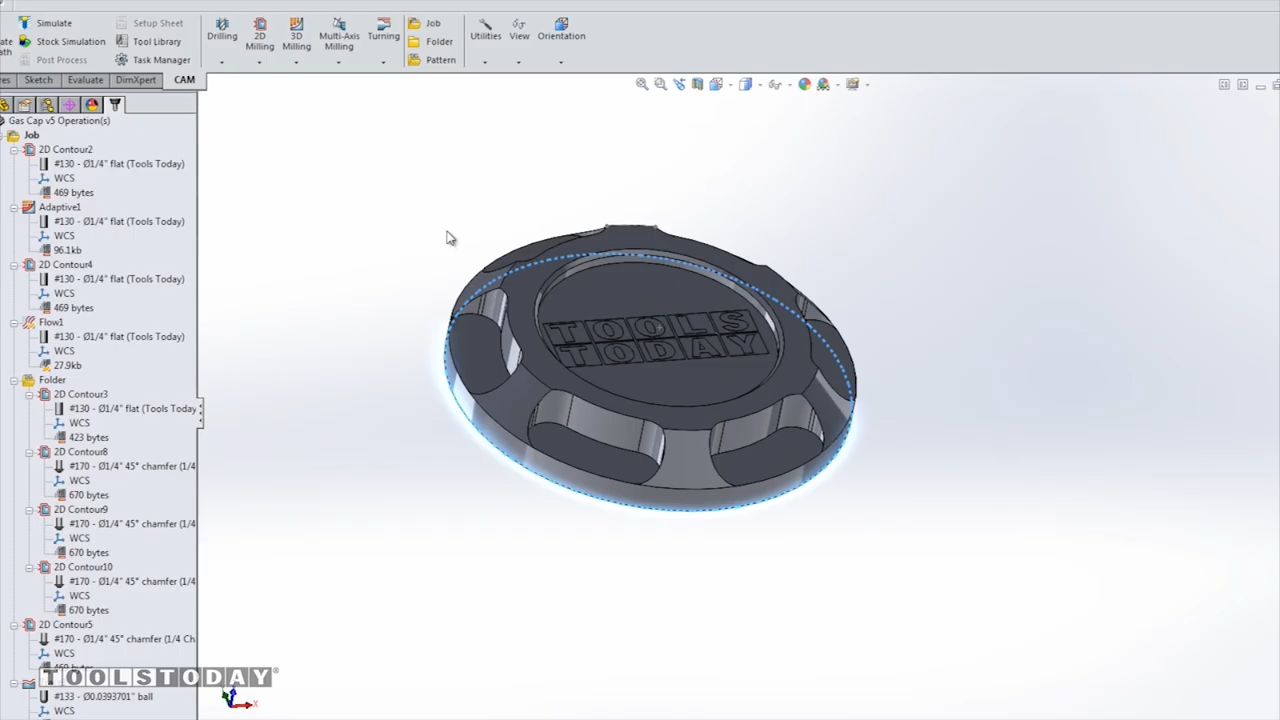 Simulate
Setup Sheet
Stock Simulation
Tool Library
Post Process
Task Manager
Drilling
2D Milling
3D Milling
Multi-Axis Milling
Turning
Job
Folder
Pattern
Utilities
View
Orientation
Sketch
Evaluate
DimXpert
CAM
Gas Cap v5 Operation(s)
Job
2D Contour2
#130 - Ø1/4" flat (Tools Today)
WCS
469 bytes
Adaptive1
#130 - Ø1/4" flat (Tools Today)
WCS
96.1kb
2D Contour4
#130 - Ø1/4" flat (Tools Today)
WCS
469 bytes
Flow1
#130 - Ø1/4" flat (Tools Today)
WCS
27.9kb
Folder
2D Contour3
#130 - Ø1/4" flat (Tools Today
WCS
423 bytes
2D Contour8
#170 - Ø1/4" 45° chamfer (1/4
WCS
670 bytes
2D Contour9
#170 - Ø1/4" 45° chamfer (1/4
WCS
670 bytes
2D Contour10
#170 - Ø1/4" 45° chamfer (1/4
WCS
670 bytes
2D Contour5
#170 - Ø1/4" 45° chamfer (1/4 Ch
WCS
TOOLSTODAY®
#133 - Ø0.0393701" ball
WCS
TOOLS
TODAY
X